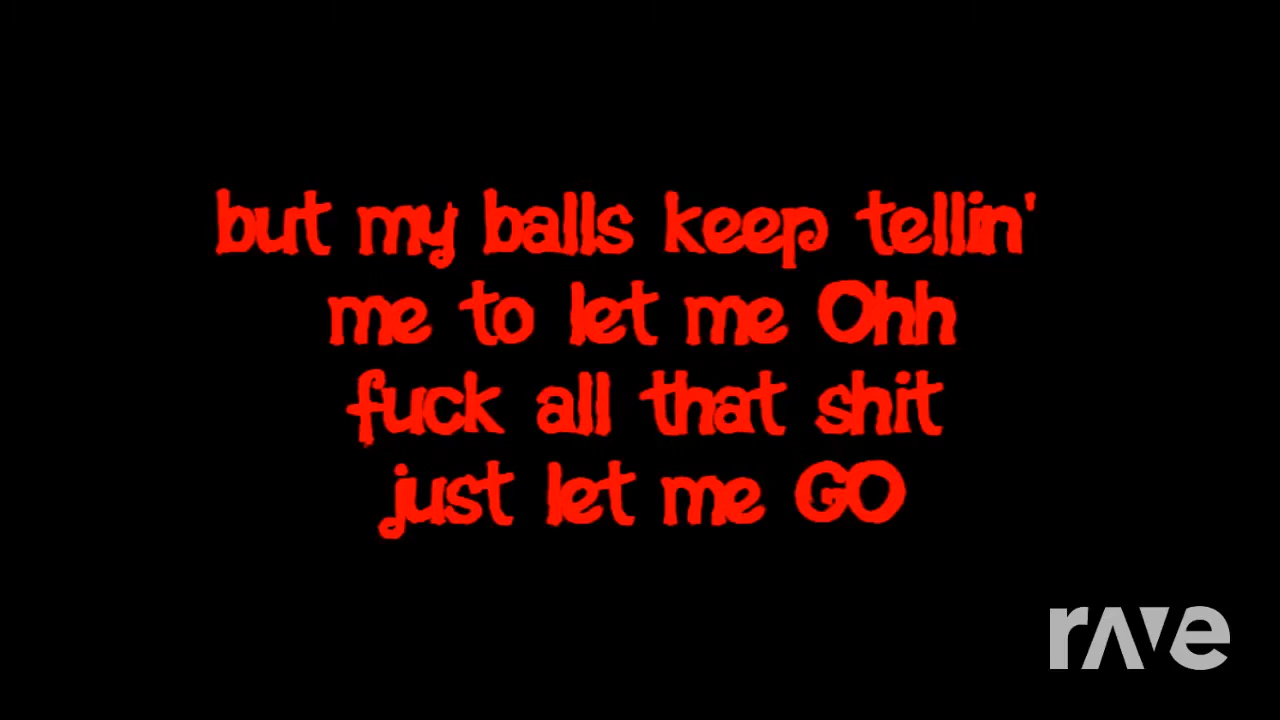 but my balls keep tellin'
me to let me Ohh
fuck all that shit
just let me GO
rave